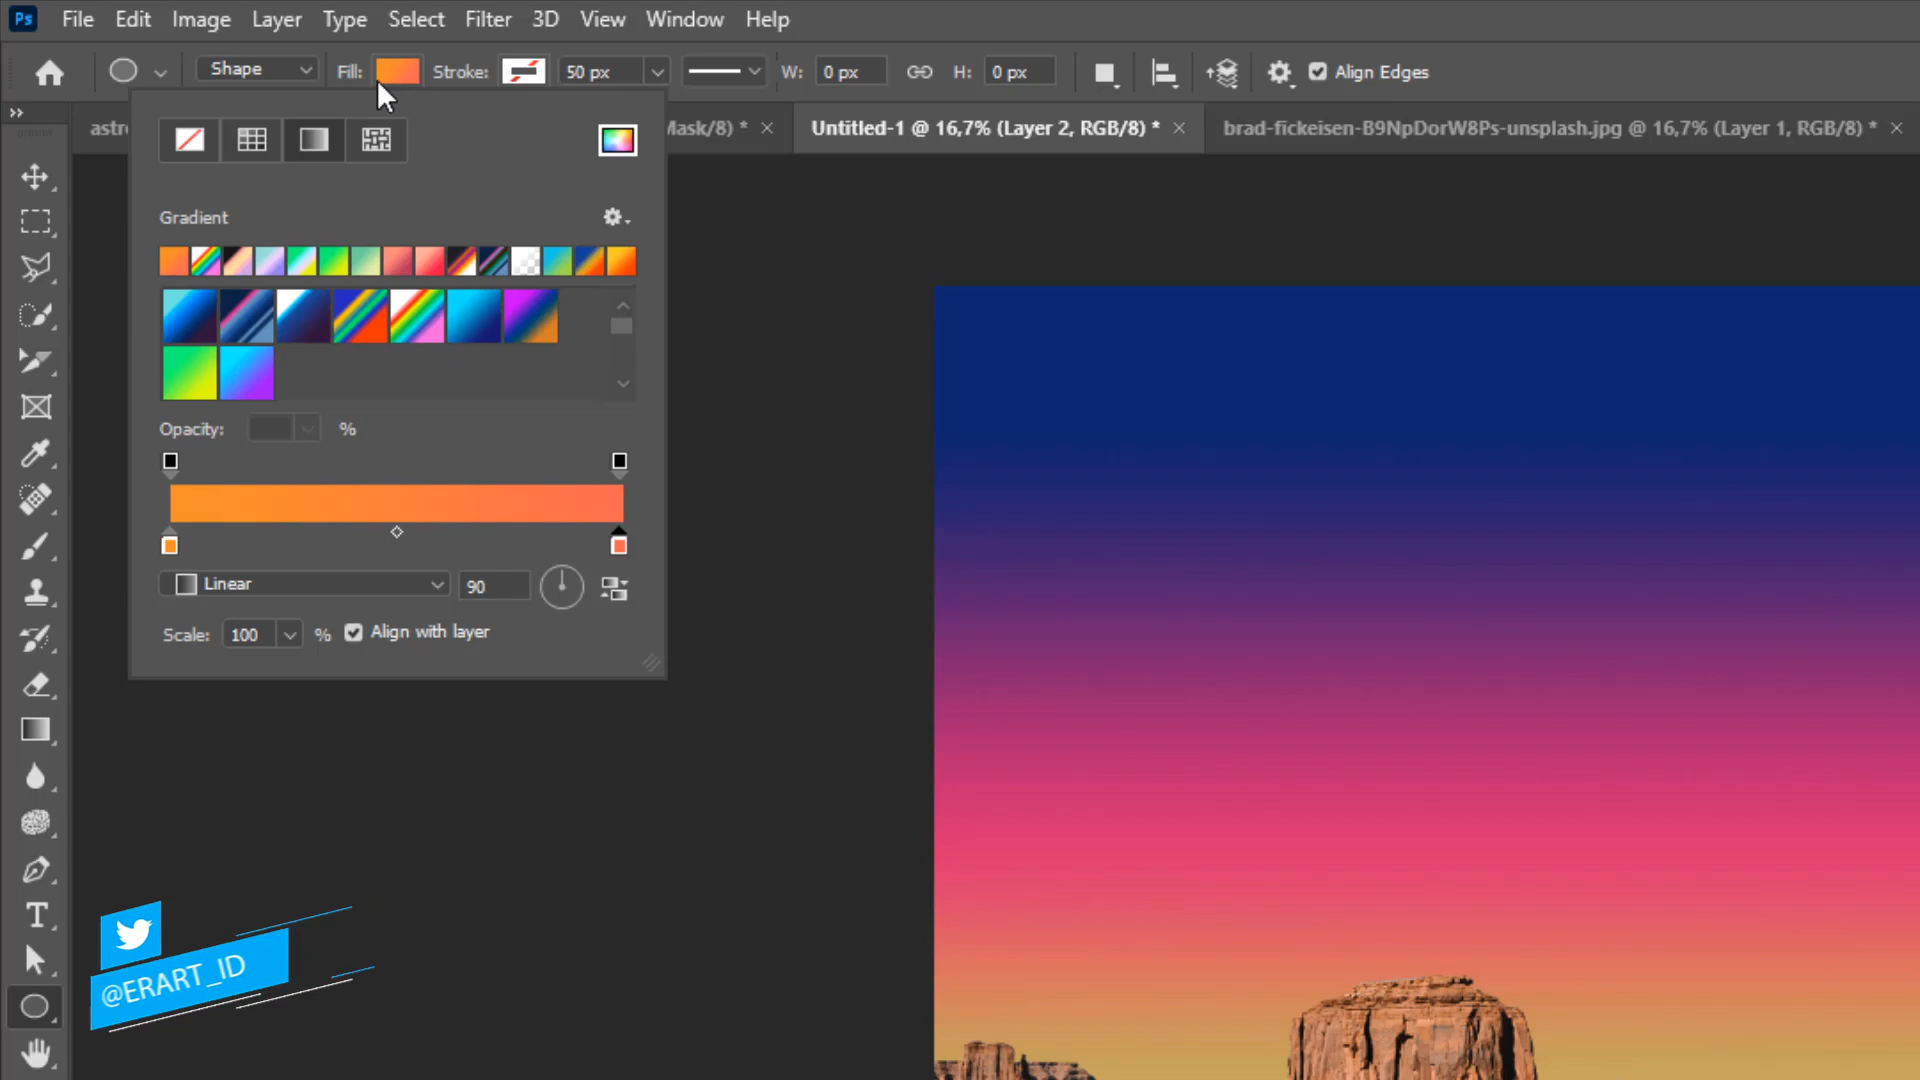 Ps File Edit Image Layer Type Select Filter 3D View Window Help
Shape Fill: Stroke: 50 px W: 0 px H: 0 px Align Edges
astr Mask/8) * × Untitled-1 @ 16,7% (Layer 2, RGB/8) * × brad-fickeisen-B9NpDorW8Ps-unsplash.jpg @ 16,7% (Layer 1, RGB/8) * ×
Gradient
Opacity: %
Linear 90
Scale: 100 % Align with layer
T
@ERART_ID